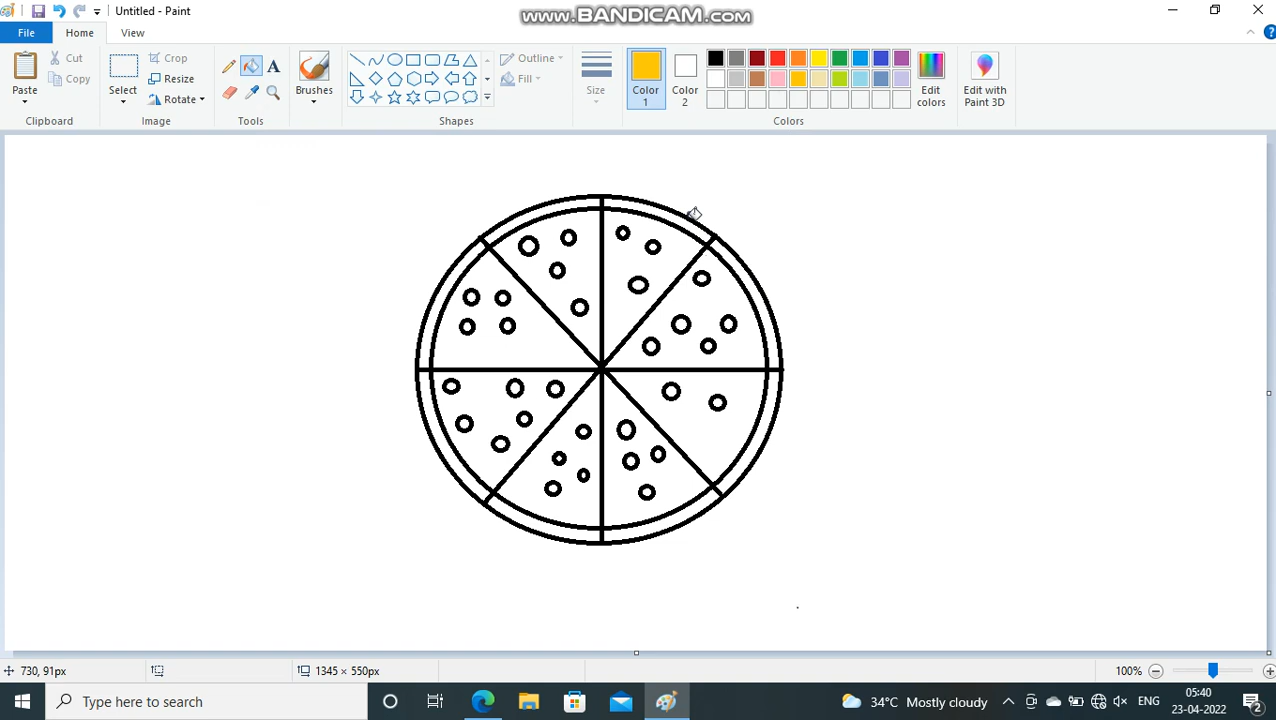 Untitled - Paint
www.BANDICAM.com
File
Home
View
Paste
Cut
Copy
Clipboard
Select
Crop
Resize
Rotate
Image
A
Tools
Brushes
Outline
Fill
Shapes
Size
Color 1
Color 2
Edit colors
Colors
Edit with Paint 3D
730, 91px
1345 × 550px
100%
Type here to search
34°C Mostly cloudy
ENG
05:40
23-04-2022
2